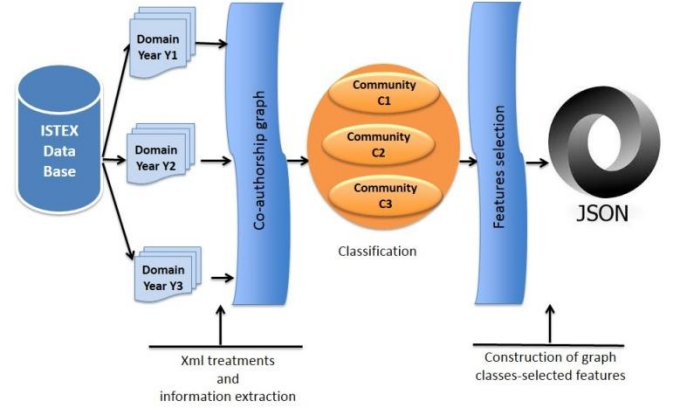 ISTEX
Data
Base
Domain
Year Y1
Domain
Year Y2
Domain
Year Y3
Co-authorship graph
Community
C1
Community
C2
Community
C3
Classification
Features selection
JSON
Xml treatments
and
information extraction
Construction of graph
classes-selected features